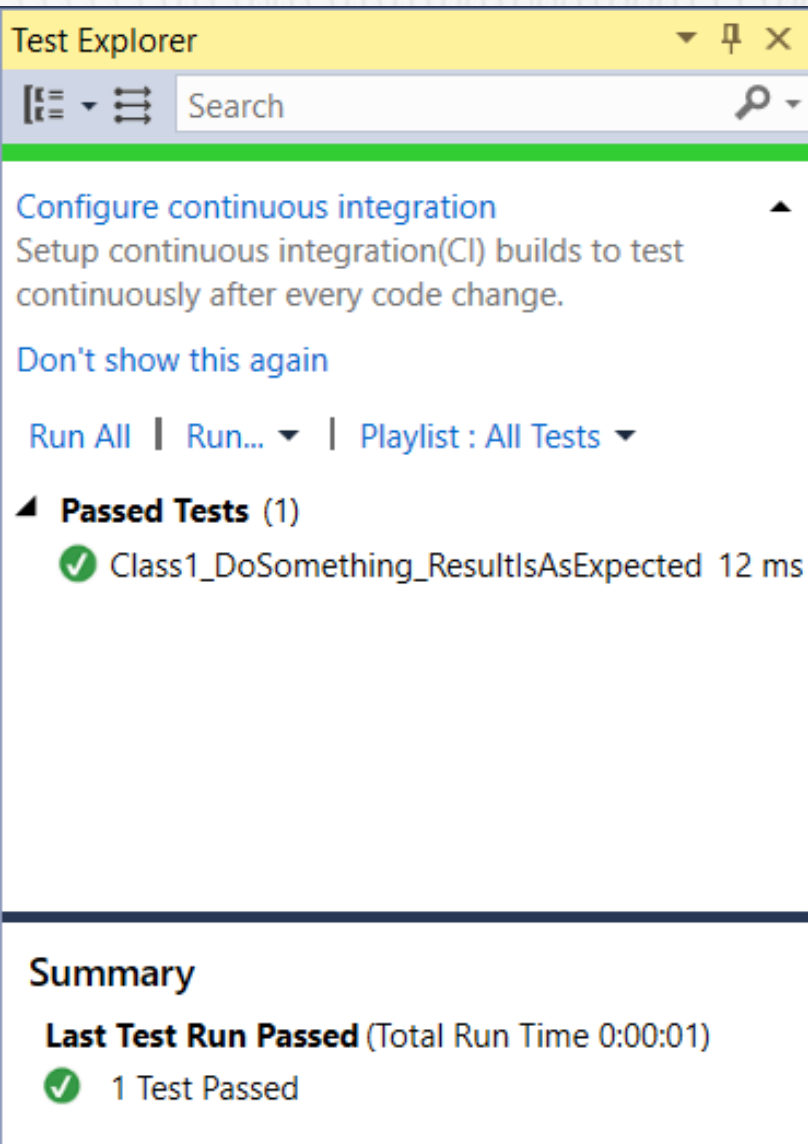 Test Explorer
Search
Configure continuous integration
Setup continuous integration(CI) builds to test
continuously after every code change.
Don't show this again
Run All | Run... | Playlist : All Tests
Passed Tests (1)
Class1_DoSomething_ResultIsAsExpected 12 ms
Summary
Last Test Run Passed (Total Run Time 0:00:01)
1 Test Passed